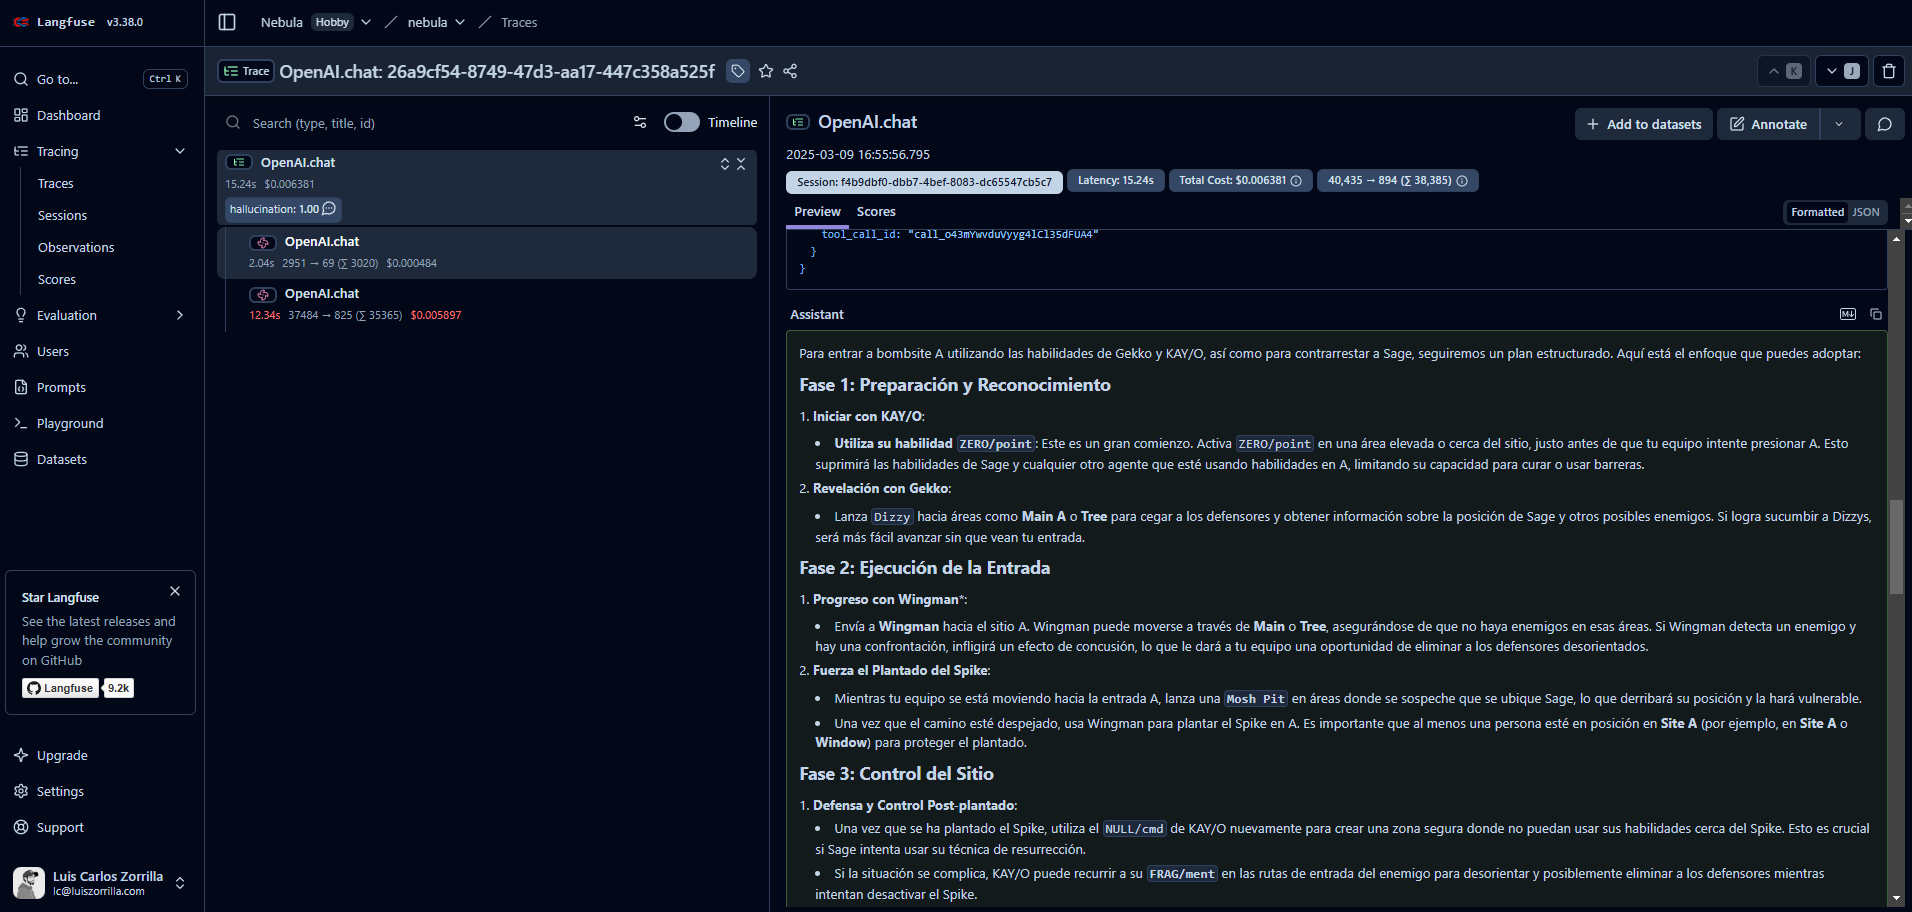 Langfuse v3.38.0
Nebula Hobby / nebula / Traces
Go to... Ctrl K
Dashboard
Tracing
Traces
Sessions
Observations
Scores
Evaluation
Users
Prompts
Playground
Datasets
Star Langfuse
See the latest releases and
help grow the community
on GitHub
Langfuse 9.2k
Upgrade
Settings
Support
Luis Carlos Zorrilla
lc@luiszorrilla.com
Trace OpenAI.chat: 26a9cf54-8749-47d3-aa17-447c358a525f
K J
Search (type, title, id) Timeline
OpenAI.chat
15.24s $0.006381
hallucination: 1.00
OpenAI.chat
2.04s 2951 → 69 (∑ 3020) $0.000484
OpenAI.chat
12.34s 37484 → 825 (∑ 35365) $0.005897
OpenAI.chat
Add to datasets Annotate
2025-03-09 16:55:56.795
Session: f4b9dbf0-dbb7-4bef-8083-dc65547cb5c7 Latency: 15.24s Total Cost: $0.006381 40,435 → 894 (∑ 38,385)
Preview Scores Formatted JSON
tool_call_id: "call_o43mYwvduVyyg4lCl35dFUA4"
}
}
Assistant
Para entrar a bombsite A utilizando las habilidades de Gekko y KAY/O, así como para contrarrestar a Sage, seguiremos un plan estructurado. Aquí está el enfoque que puedes adoptar:
Fase 1: Preparación y Reconocimiento
1. Iniciar con KAY/O:
• Utiliza su habilidad ZERO/point: Este es un gran comienzo. Activa ZERO/point en una área elevada o cerca del sitio, justo antes de que tu equipo intente presionar A. Esto
suprimirá las habilidades de Sage y cualquier otro agente que esté usando habilidades en A, limitando su capacidad para curar o usar barreras.
2. Revelación con Gekko:
• Lanza Dizzy hacia áreas como Main A o Tree para cegar a los defensores y obtener información sobre la posición de Sage y otros posibles enemigos. Si logra sucumbir a Dizzys,
será más fácil avanzar sin que vean tu entrada.
Fase 2: Ejecución de la Entrada
1. Progreso con Wingman*:
• Envía a Wingman hacia el sitio A. Wingman puede moverse a través de Main o Tree, asegurándose de que no haya enemigos en esas áreas. Si Wingman detecta un enemigo y
hay una confrontación, infligirá un efecto de concusión, lo que le dará a tu equipo una oportunidad de eliminar a los defensores desorientados.
2. Fuerza el Plantado del Spike:
• Mientras tu equipo se está moviendo hacia la entrada A, lanza una Mosh Pit en áreas donde se sospeche que se ubique Sage, lo que derribará su posición y la hará vulnerable.
• Una vez que el camino esté despejado, usa Wingman para plantar el Spike en A. Es importante que al menos una persona esté en posición en Site A (por ejemplo, en Site A o
Window) para proteger el plantado.
Fase 3: Control del Sitio
1. Defensa y Control Post-plantado:
• Una vez que se ha plantado el Spike, utiliza el NULL/cmd de KAY/O nuevamente para crear una zona segura donde no puedan usar sus habilidades cerca del Spike. Esto es crucial
si Sage intenta usar su técnica de resurrección.
• Si la situación se complica, KAY/O puede recurrir a su FRAG/ment en las rutas de entrada del enemigo para desorientar y posiblemente eliminar a los defensores mientras
intentan desactivar el Spike.